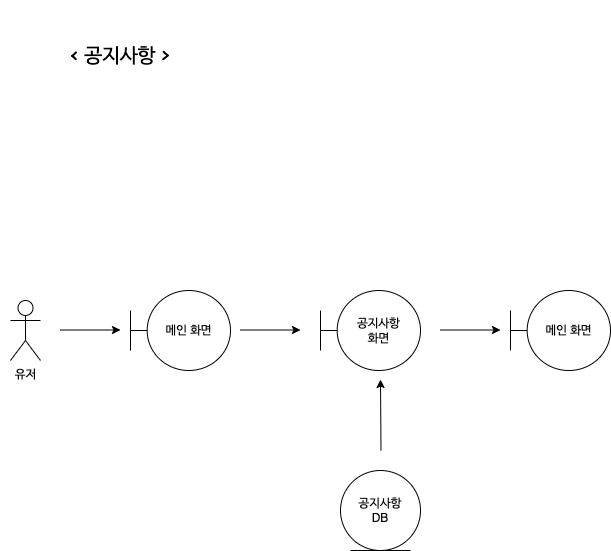 < 공지사항 >
메인 화면
공지사항
화면
메인 화면
유저
공지사항
DB